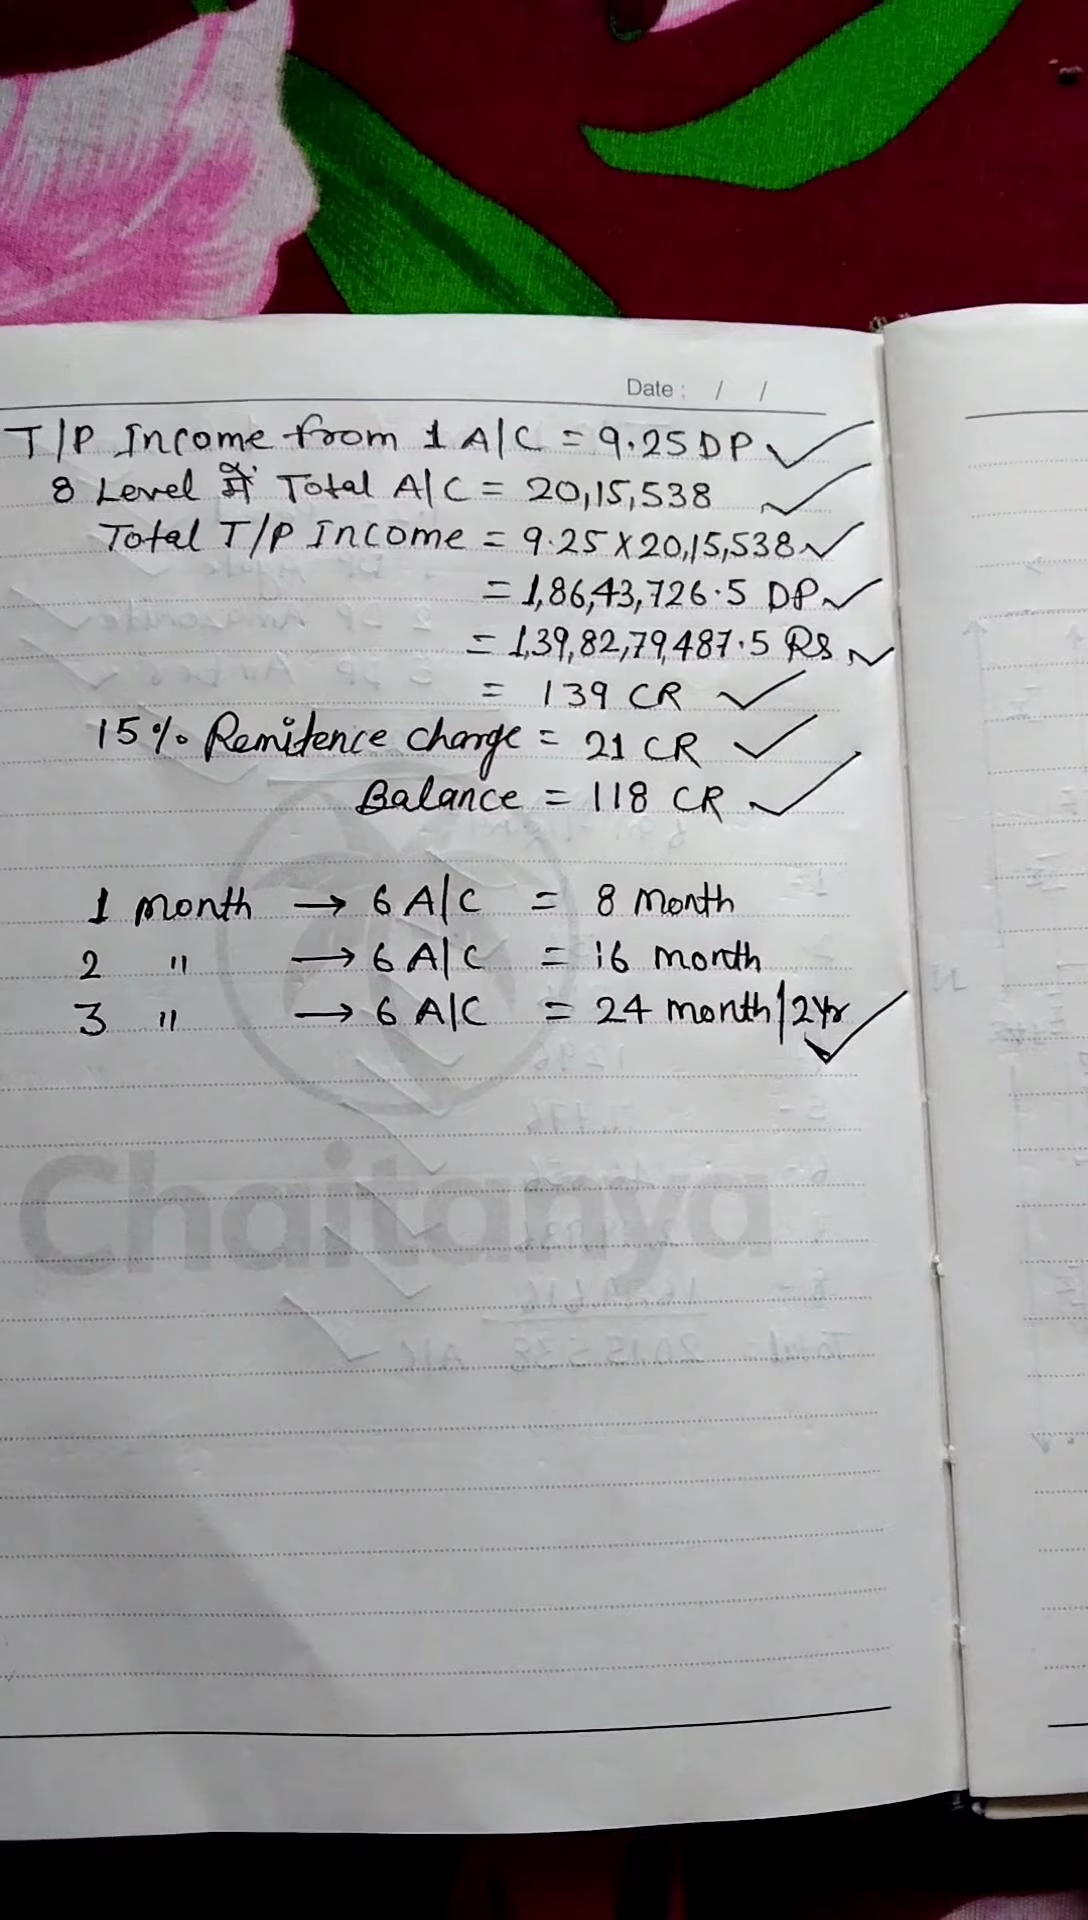 Date : / /
T/P Income from 1 A/C = 9.25 DP
8 Level में Total A/C = 20,15,538
Total T/P Income = 9.25 X 20,15,538
= 1,86,43,726.5 DP
= 1,39,82,79,487.5 RS
= 139 CR
15% Remitence charge = 21 CR
Balance = 118 CR
1 month → 6 A/C = 8 month
2 " → 6 A/C = 16 month
3 " → 6 A/C = 24 month/2yr
Chaitanya